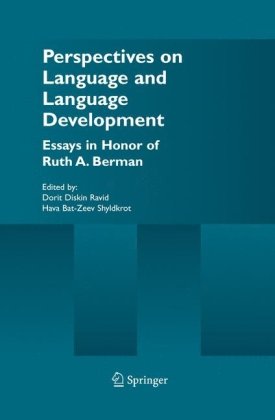 Perspectives on
Language and
Language
Development
Essays in Honor of
Ruth A. Berman
Edited by:
Dorit Diskin Ravid
Hava Bat-Zeev Shyldkrot
Springer